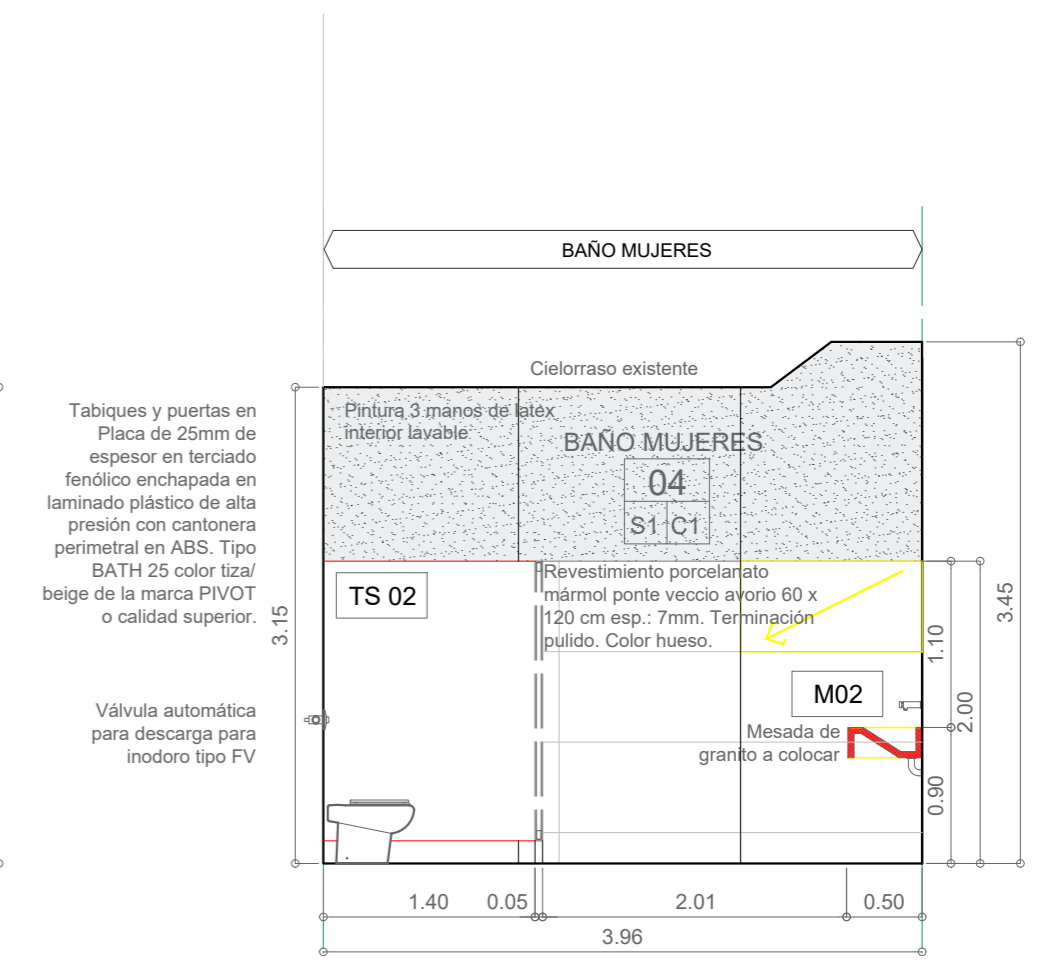 BAÑO MUJERES
Cielorraso existente
Tabiques y puertas en
Placa de 25mm de
espesor en terciado
fenólico enchapada en
laminado plástico de alta
presión con cantonera
perimetral en ABS. Tipo
BATH 25 color tiza/
beige de la marca PIVOT
o calidad superior.
Pintura 3 manos de latex
interior lavable
BAÑO MUJERES
04
S1 C1
TS 02
Revestimiento porcelanato
mármol ponte veccio avorio 60 x
120 cm esp.: 7mm. Terminación
pulido. Color hueso.
3.15
3.45
1.10
2.00
0.90
M02
Válvula automática
para descarga para
inodoro tipo FV
Mesada de
granito a colocar
1.40 0.05 2.01 0.50
3.96